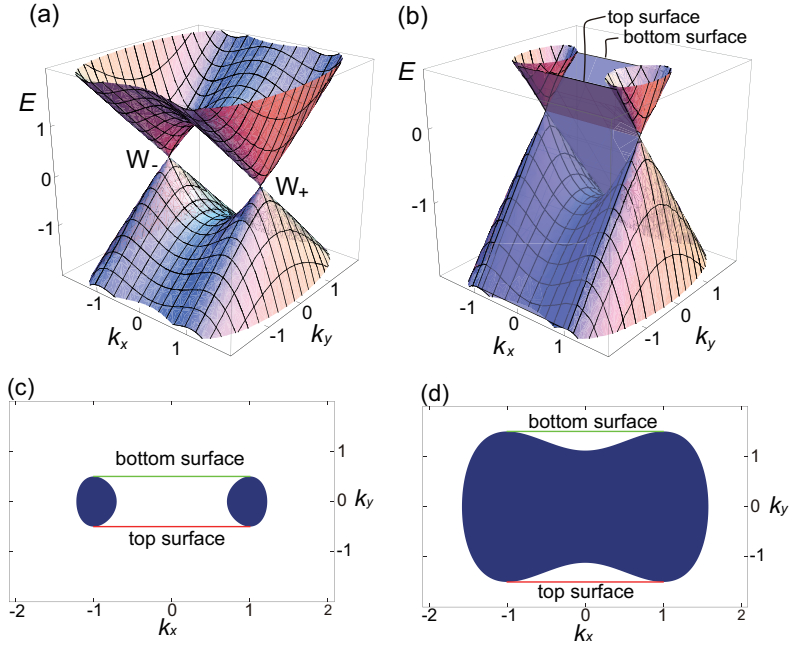 (a)
E
1
0
-1
W-
W+
-1
0
1
kx
-1
0
1
ky
(b)
top surface
bottom surface
E
0
-1
-1
0
1
kx
-1
0
1
ky
(c)
bottom surface
top surface
1
0
-1
ky
-2
-1
0
1
2
kx
(d)
bottom surface
top surface
1
0
-1
ky
-2
-1
0
1
2
kx